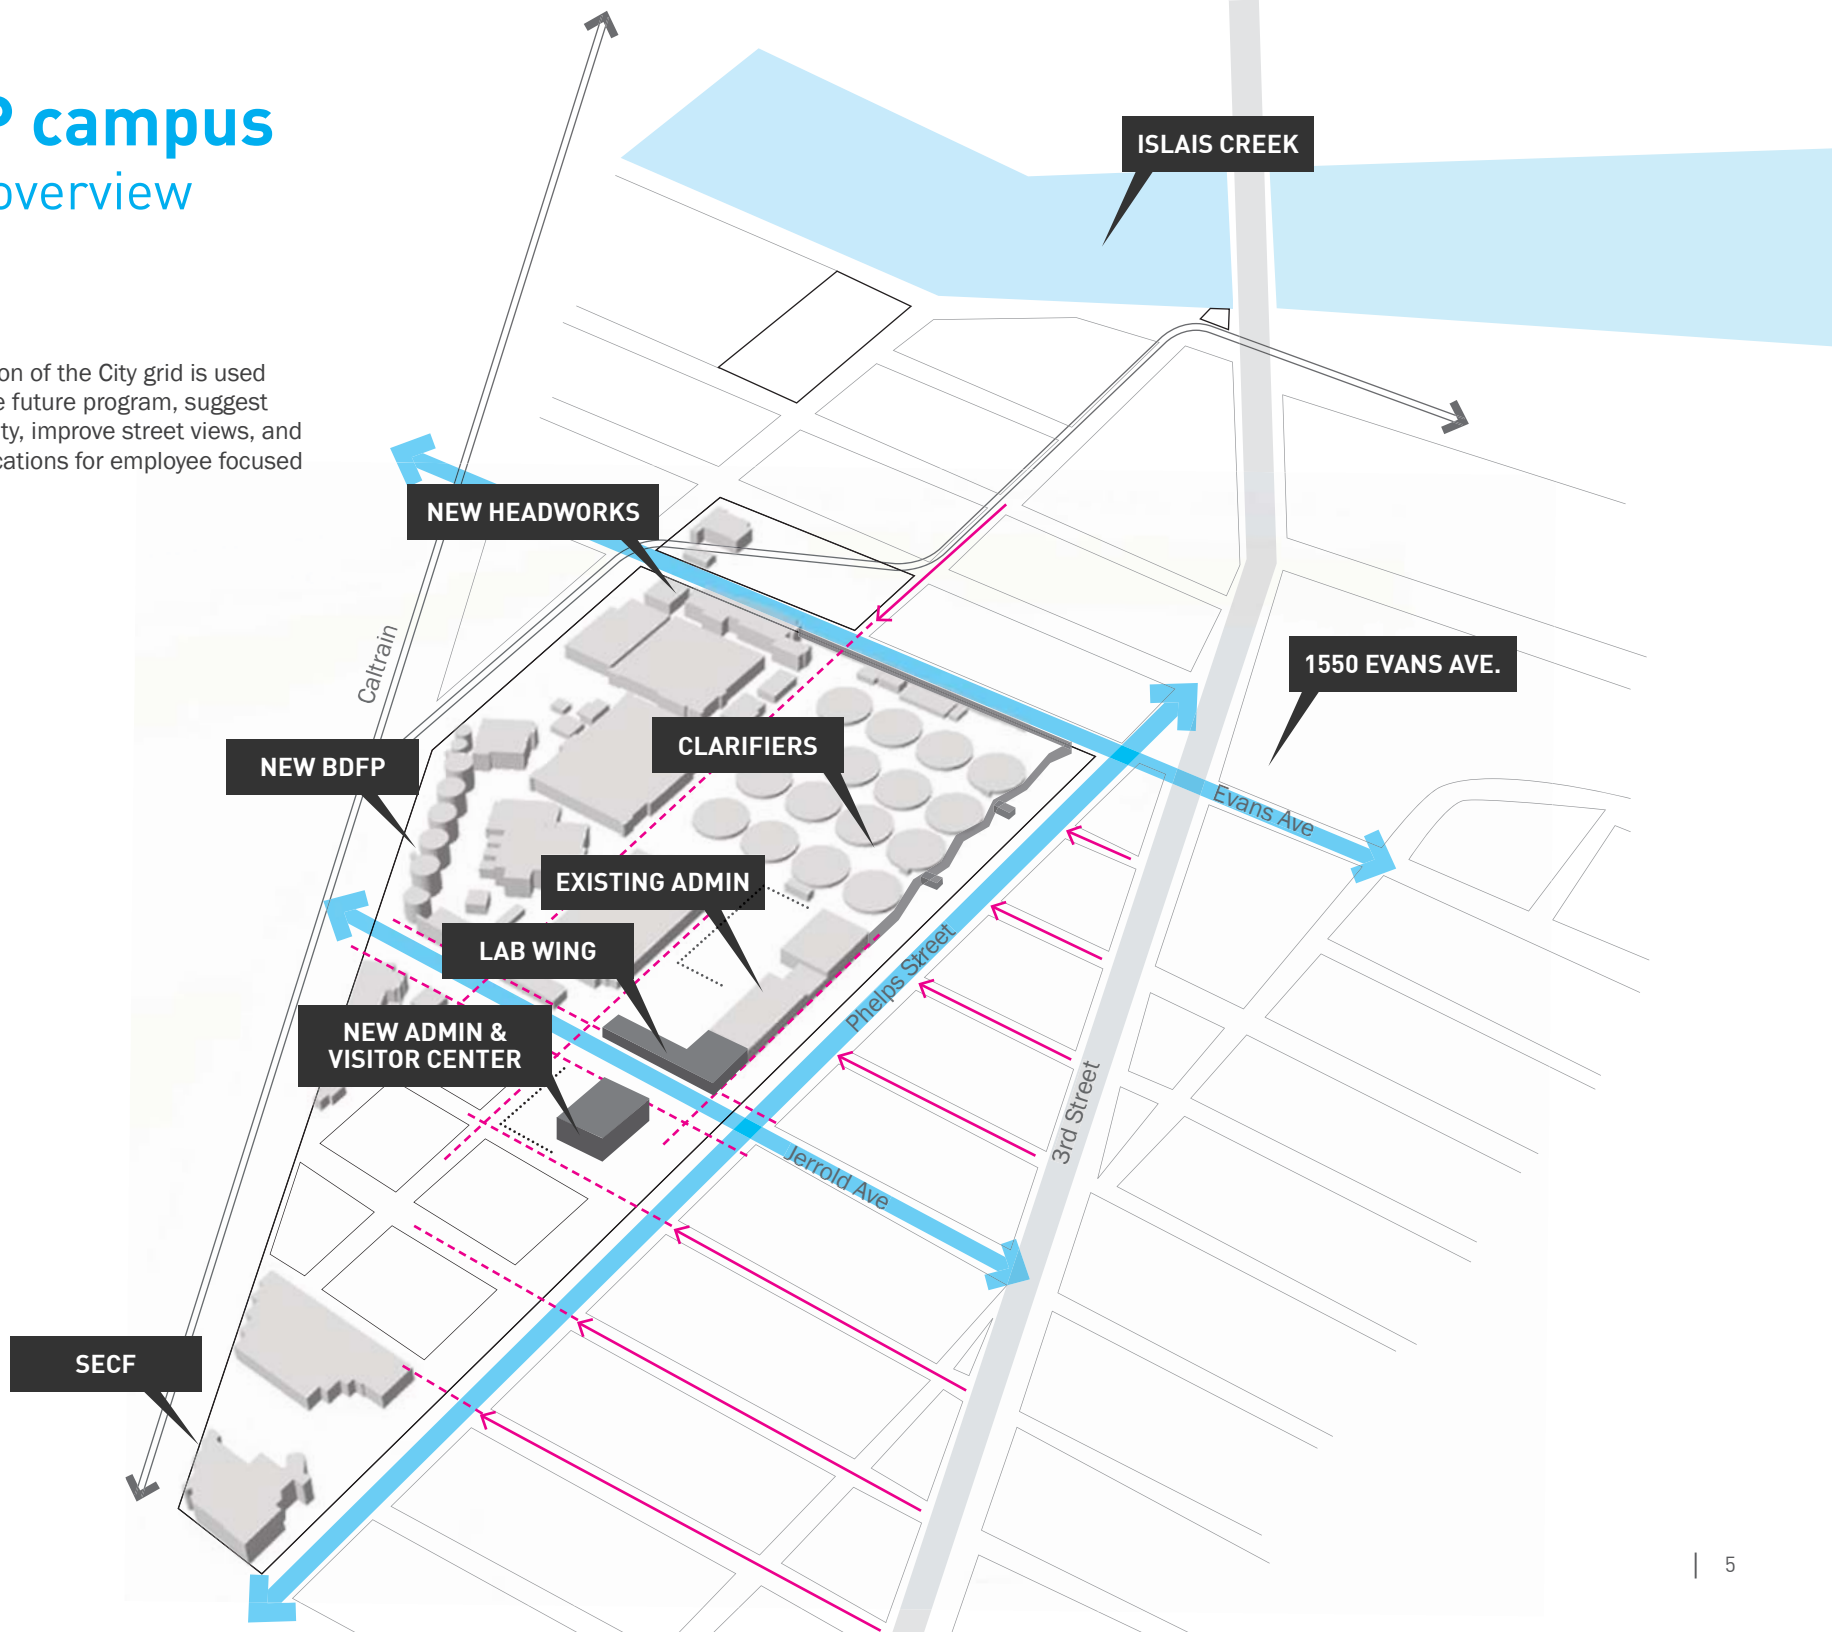 P campus
overview
on of the City grid is used
e future program, suggest
ty, improve street views, and
cations for employee focused
ISLAIS CREEK
NEW HEADWORKS
1550 EVANS AVE.
Caltrain
CLARIFIERS
NEW BDFP
Evans Ave
EXISTING ADMIN
LAB WING
Phelps Street
NEW ADMIN &
VISITOR CENTER
3rd Street
Jerrold Ave
SECF
| 5